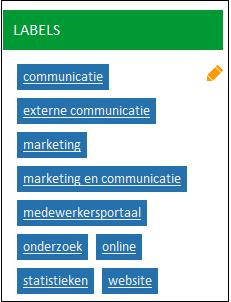 LABELS
communicatie
externe communicatie
marketing
marketing en communicatie
medewerkersportaal
onderzoek online
statistieken website